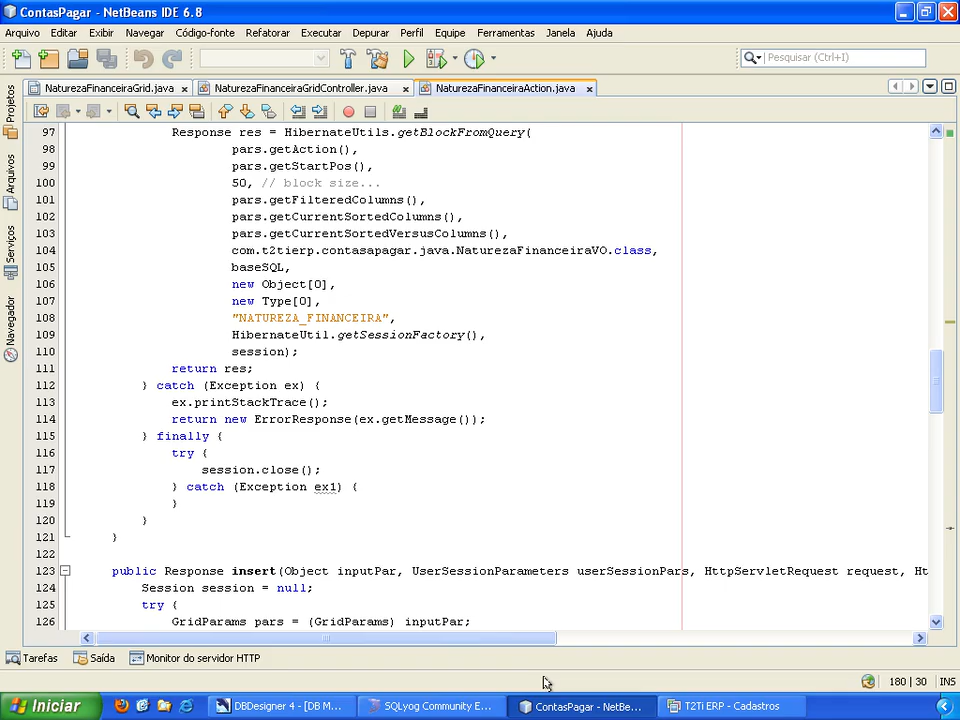 ContasPagar - NetBeans IDE 6.8
Arquivo Editar Exibir Navegar Código-fonte Refatorar Executar Depurar Perfil Equipe Ferramentas Janela Ajuda
Pesquisar (Ctrl+I)
NaturezaFinanceiraGrid.java NaturezaFinanceiraGridController.java NaturezaFinanceiraAction.java
Projetos
Arquivos
Serviços
Navegador
97 Response res = HibernateUtils.getBlockFromQuery(
98 pars.getAction(),
99 pars.getStartPos(),
100 50, // block size...
101 pars.getFilteredColumns(),
102 pars.getCurrentSortedColumns(),
103 pars.getCurrentSortedVersusColumns(),
104 com.t2tierp.contasapagar.java.NaturezaFinanceiraVO.class,
105 baseSQL,
106 new Object[0],
107 new Type[0],
108 "NATUREZA_FINANCEIRA",
109 HibernateUtil.getSessionFactory(),
110 session);
111 return res;
112 } catch (Exception ex) {
113 ex.printStackTrace();
114 return new ErrorResponse(ex.getMessage());
115 } finally {
116 try {
117 session.close();
118 } catch (Exception ex1) {
119 }
120 }
121 }
122
123 public Response insert(Object inputPar, UserSessionParameters userSessionPars, HttpServletRequest request, Ht
124 Session session = null;
125 try {
126 GridParams pars = (GridParams) inputPar;
Tarefas Saída Monitor do servidor HTTP
180 | 30 INS
Iniciar DBDesigner 4 - [DB M... SQLyog Community E... ContasPagar - NetBe... T2Ti ERP - Cadastros